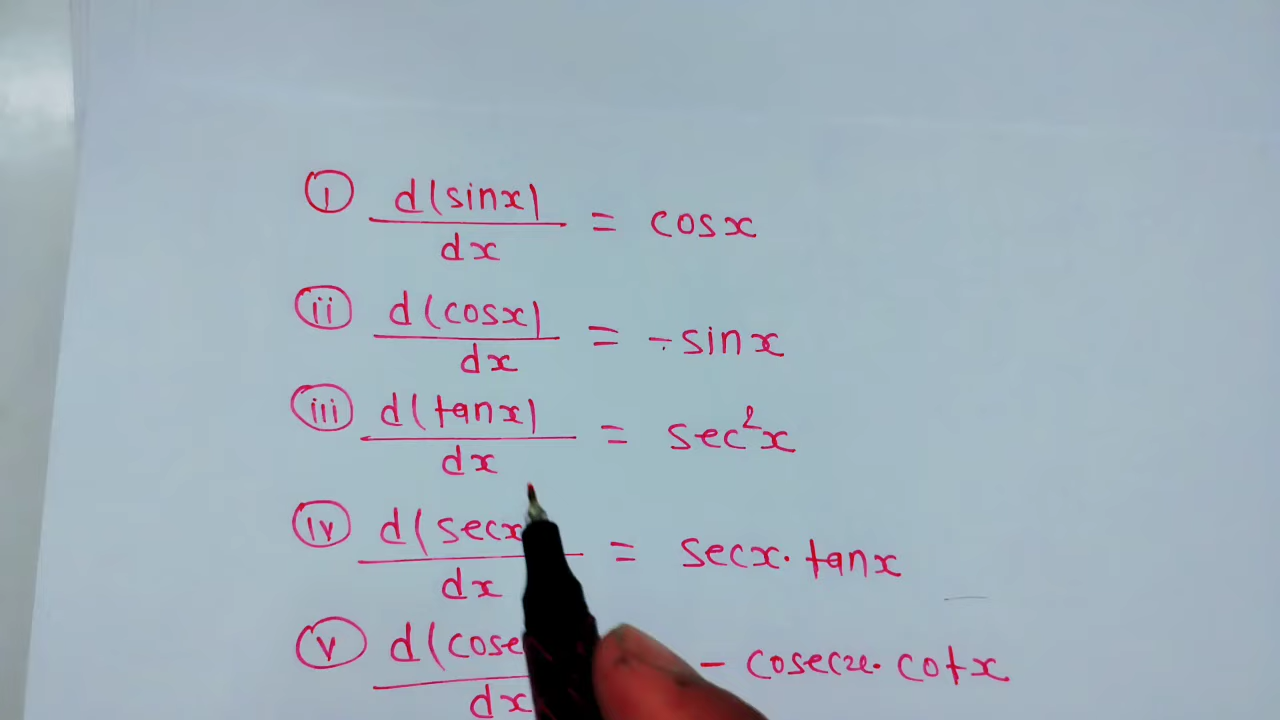 (i) d(sinx)/dx = cosx
(ii) d(cosx)/dx = -sinx
(iii) d(tanx)/dx = sec²x
(iv) d(secx/dx = secx·tanx
(v) d(cose/dx - cosecx·cotx